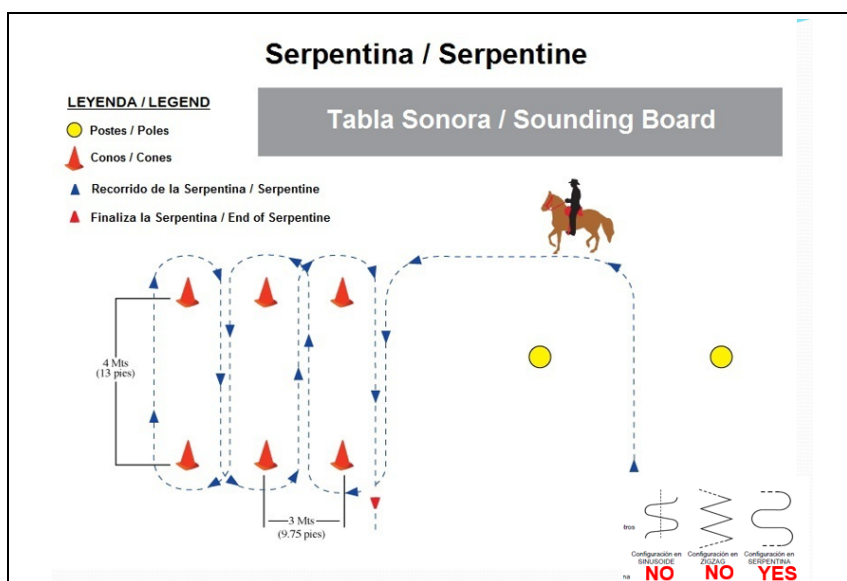 Serpentina / Serpentine
LEYENDA / LEGEND
Tabla Sonora / Sounding Board
Postes / Poles
Conos / Cones
Recorrido de la Serpentina / Serpentine
Finaliza la Serpentina / End of Serpentine
4 Mts
(13 pies)
3 Mts
(9.75 pies)
tros
Configuración en
SINUSOIDE
NO
Configuración en
ZIGZAG
NO
Configuración en
SERPENTINA
YES
na